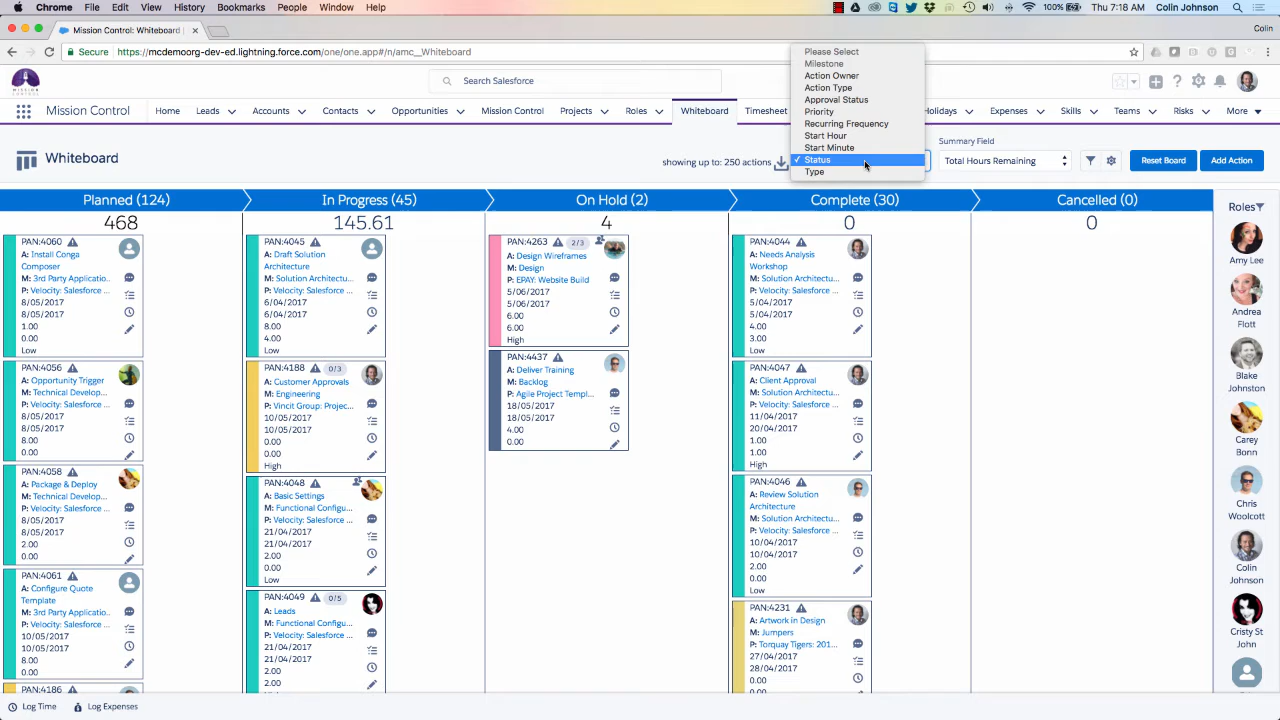 Chrome File Edit View History Bookmarks People Window Help 100% Thu 7:18 AM Colin Johnson
Mission Control: Whiteboard Colin
Secure https://mcdemoorg-dev-ed.lightning.force.com/one/one.app#/n/amc__Whiteboard
Please Select
Milestone
Action Owner
Action Type
Approval Status
Priority
Recurring Frequency
Start Hour
Start Minute
✓ Status
Type
MISSION CONTROL
Search Salesforce
Mission Control Home Leads Accounts Contacts Opportunities Mission Control Projects Roles Whiteboard Timesheet Holidays Expenses Skills Teams Risks More
Whiteboard
showing up to: 250 actions
Summary Field
Total Hours Remaining
Reset Board Add Action
Planned (124) In Progress (45) On Hold (2) Complete (30) Cancelled (0)
468 145.61 4 0 0
PAN:4060
A: Install Conga
Composer
M: 3rd Party Applicatio...
P: Velocity: Salesforce ...
8/05/2017
8/05/2017
1.00
0.00
Low
PAN:4056
A: Opportunity Trigger
M: Technical Develop...
P: Velocity: Salesforce ...
8/05/2017
8/05/2017
8.00
0.00
PAN:4058
A: Package & Deploy
M: Technical Develop...
P: Velocity: Salesforce ...
8/05/2017
8/05/2017
2.00
0.00
PAN:4061
A: Configure Quote
Template
M: 3rd Party Applicatio...
P: Velocity: Salesforce ...
10/05/2017
10/05/2017
8.00
0.00
PAN:4186
PAN:4045
A: Draft Solution
Architecture
M: Solution Architectu...
P: Velocity: Salesforce ...
6/04/2017
6/04/2017
8.00
4.00
Low
PAN:4188 0/3
A: Customer Approvals
M: Engineering
P: Vincit Group: Projec...
10/05/2017
10/05/2017
0.00
0.00
High
PAN:4048
A: Basic Settings
M: Functional Configu...
P: Velocity: Salesforce ...
21/04/2017
21/04/2017
2.00
0.00
Low
PAN:4049 0/5
A: Leads
M: Functional Configu...
P: Velocity: Salesforce ...
21/04/2017
21/04/2017
2.00
2.00
PAN:4263 2/3
A: Design Wireframes
M: Design
P: EPAY: Website Build
5/06/2017
5/06/2017
6.00
6.00
High
PAN:4437
A: Deliver Training
M: Backlog
P: Agile Project Templ...
18/05/2017
18/05/2017
4.00
0.00
PAN:4044
A: Needs Analysis
Workshop
M: Solution Architectu...
P: Velocity: Salesforce ...
5/04/2017
5/04/2017
4.00
3.00
Low
PAN:4047
A: Client Approval
M: Solution Architectu...
P: Velocity: Salesforce ...
11/04/2017
20/04/2017
1.00
1.00
High
PAN:4046
A: Review Solution
Architecture
M: Solution Architectu...
P: Velocity: Salesforce ...
10/04/2017
10/04/2017
2.00
0.00
Low
PAN:4231
A: Artwork in Design
M: Jumpers
P: Torquay Tigers: 201...
27/04/2017
28/04/2017
0.00
0.00
Roles
Amy Lee
Andrea
Flott
Blake
Johnston
Carey
Bonn
Chris
Woolcott
Colin
Johnson
Cristy St
John
Log Time Log Expenses